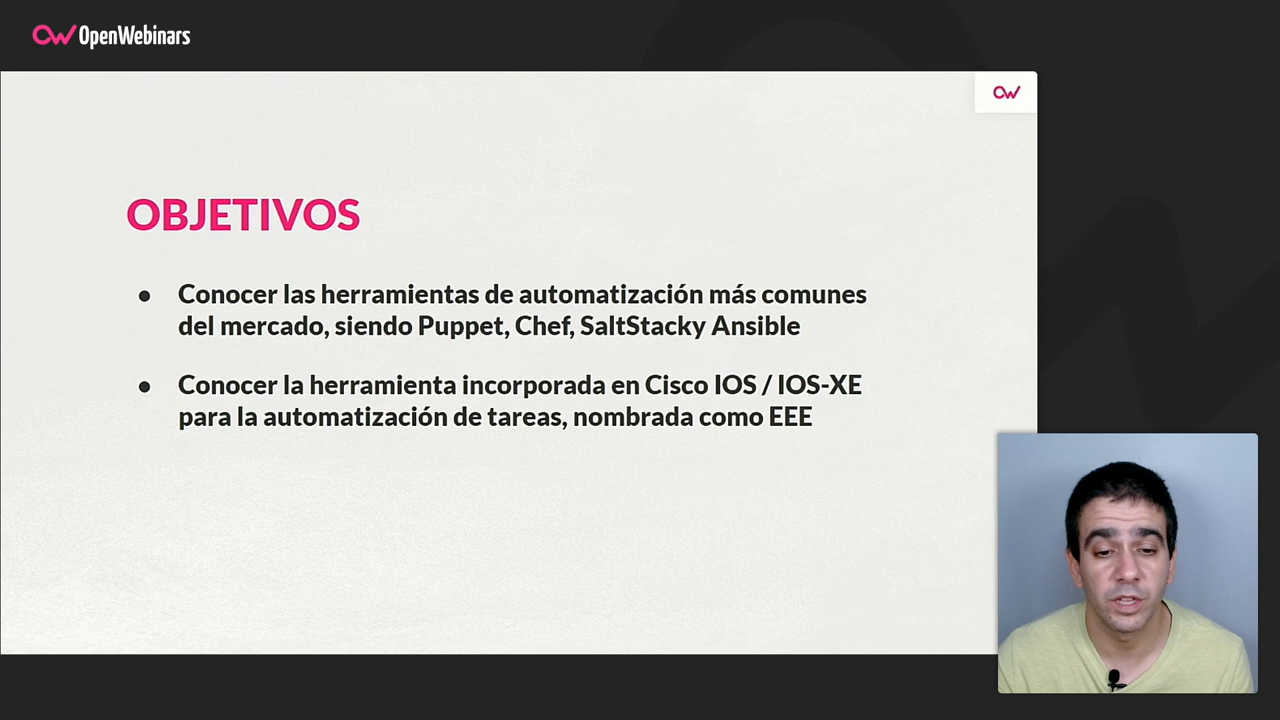 OpenWebinars
OBJETIVOS
● Conocer las herramientas de automatización más comunes
del mercado, siendo Puppet, Chef, SaltStacky Ansible
● Conocer la herramienta incorporada en Cisco IOS / IOS-XE
para la automatización de tareas, nombrada como EEE